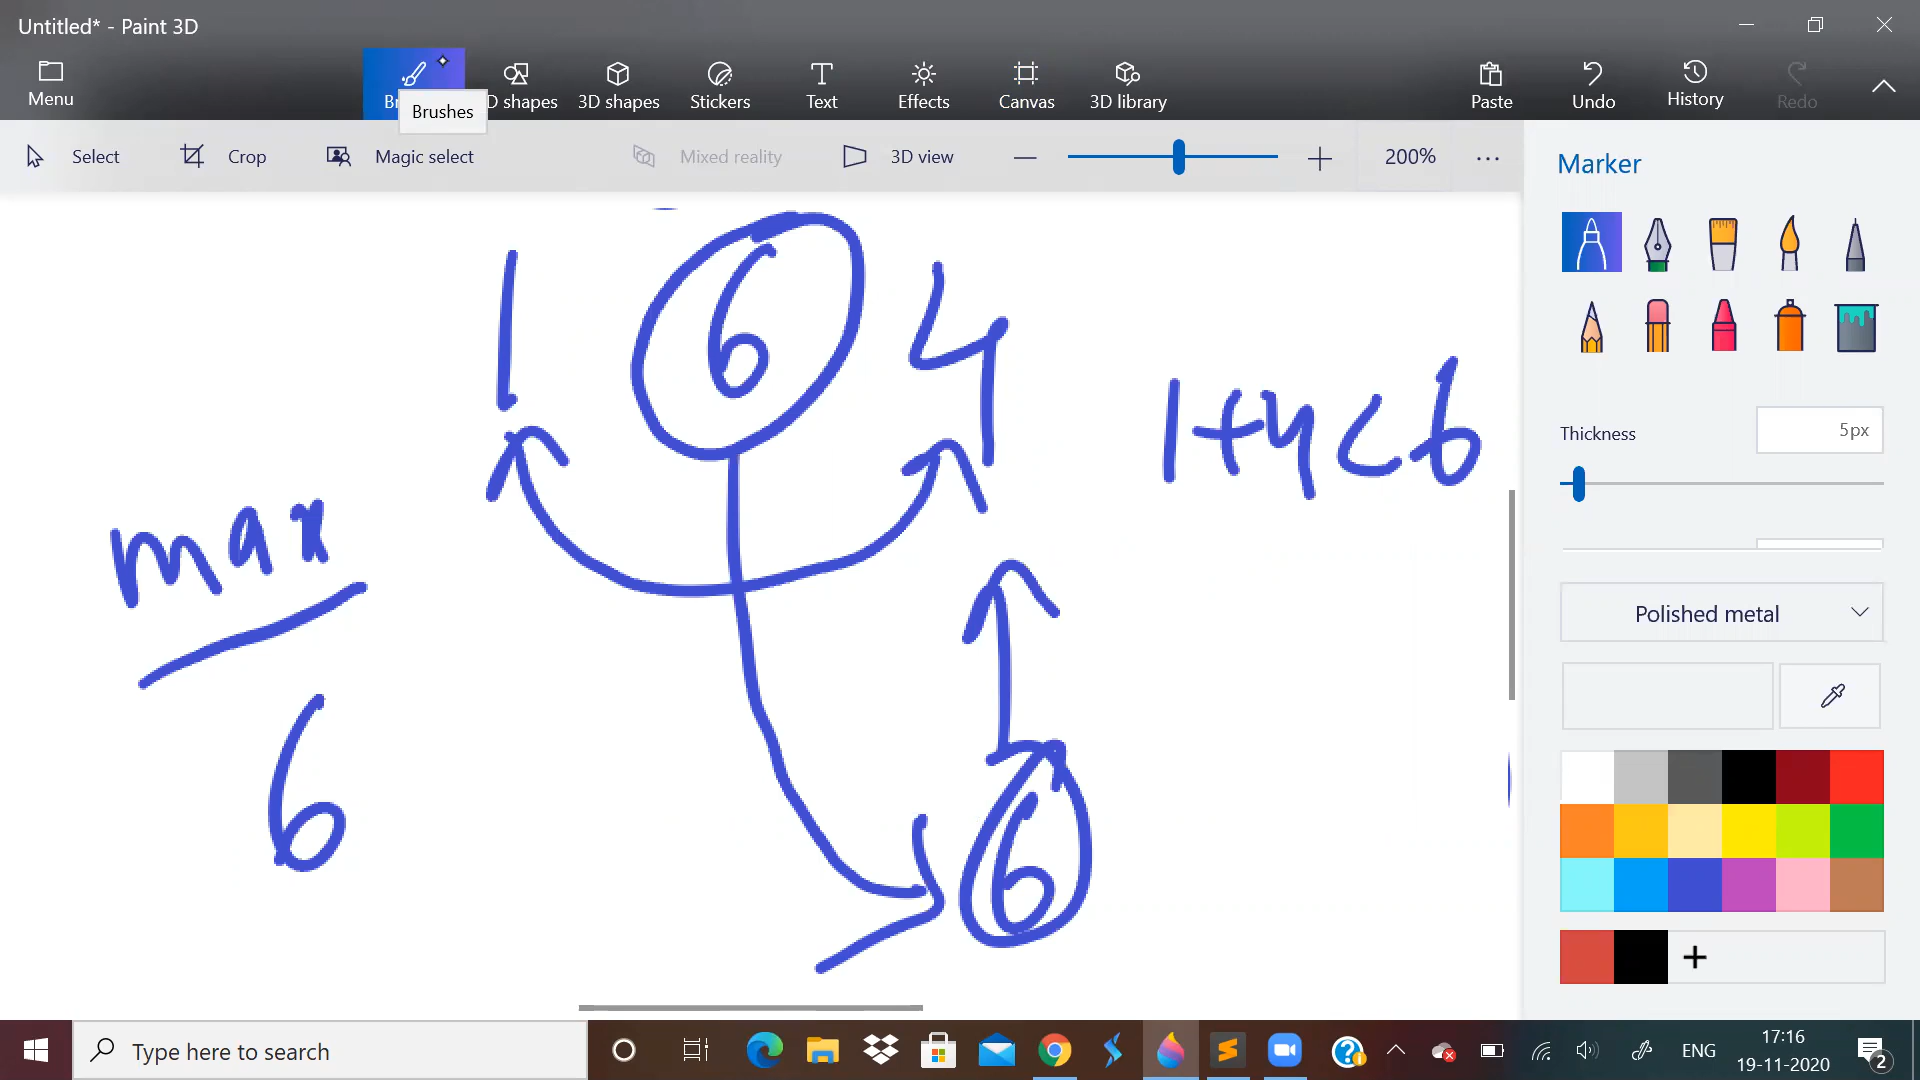 Untitled* - Paint 3D
Menu
Brushes
3D shapes
Stickers
Text
Effects
Canvas
3D library
Paste
Undo
History
Redo
Select
Crop
Magic select
Mixed reality
3D view
200%
Marker
1 6 4
1+4<6
Thickness
5px
max
6
6
Polished metal
Type here to search
ENG
17:16
19-11-2020
2